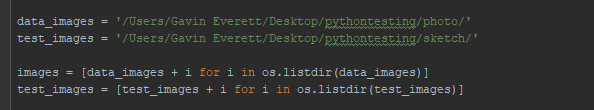 data_images = '/Users/Gavin Everett/Desktop/pythontesting/photo/'
test_images = '/Users/Gavin Everett/Desktop/pythontesting/sketch/'
images = [data_images + i for i in os.listdir(data_images)]
test_images = [test_images + i for i in os.listdir(test_images)]